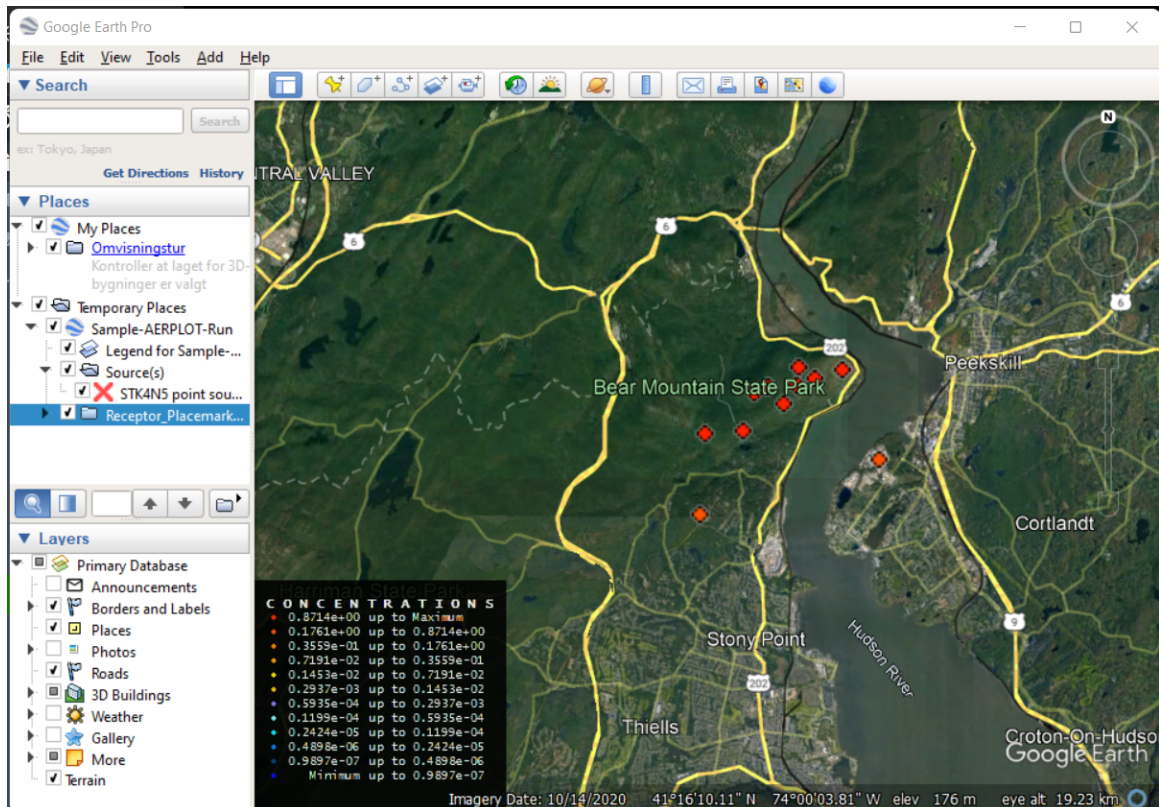 Google Earth Pro
File Edit View Tools Add Help
Search
Search
ex: Tokyo, Japan
Get Directions History
Places
My Places
Omvisningstur
Kontroller at laget for 3D-
bygninger er valgt
Temporary Places
Sample-AERPLOT-Run
Legend for Sample-...
Source(s)
STK4N5 point sou...
Receptor_Placemark...
Layers
Primary Database
Announcements
Borders and Labels
Places
Photos
Roads
3D Buildings
Weather
Gallery
More
Terrain
N
NTRAL VALLEY
6
6
6
202
Peekskill
Bear Mountain State Park
Cortlandt
Harriman State Park
9
Stony Point
Hudson River
202
Thiells
Croton-On-Hudso
Google Earth
CONCENTRATIONS
0.8714e+00 up to Maximum
0.1761e+00 up to 0.8714e+00
0.3559e-01 up to 0.1761e+00
0.7191e-02 up to 0.3559e-01
0.1453e-02 up to 0.7191e-02
0.2937e-03 up to 0.1453e-02
0.5935e-04 up to 0.2937e-03
0.1199e-04 up to 0.5935e-04
0.2424e-05 up to 0.1199e-04
0.4898e-06 up to 0.2424e-05
0.9897e-07 up to 0.4898e-06
Minimum up to 0.9897e-07
Imagery Date: 10/14/2020 41°16'10.11" N 74°00'03.81" W elev 176 m eye alt 19.23 km